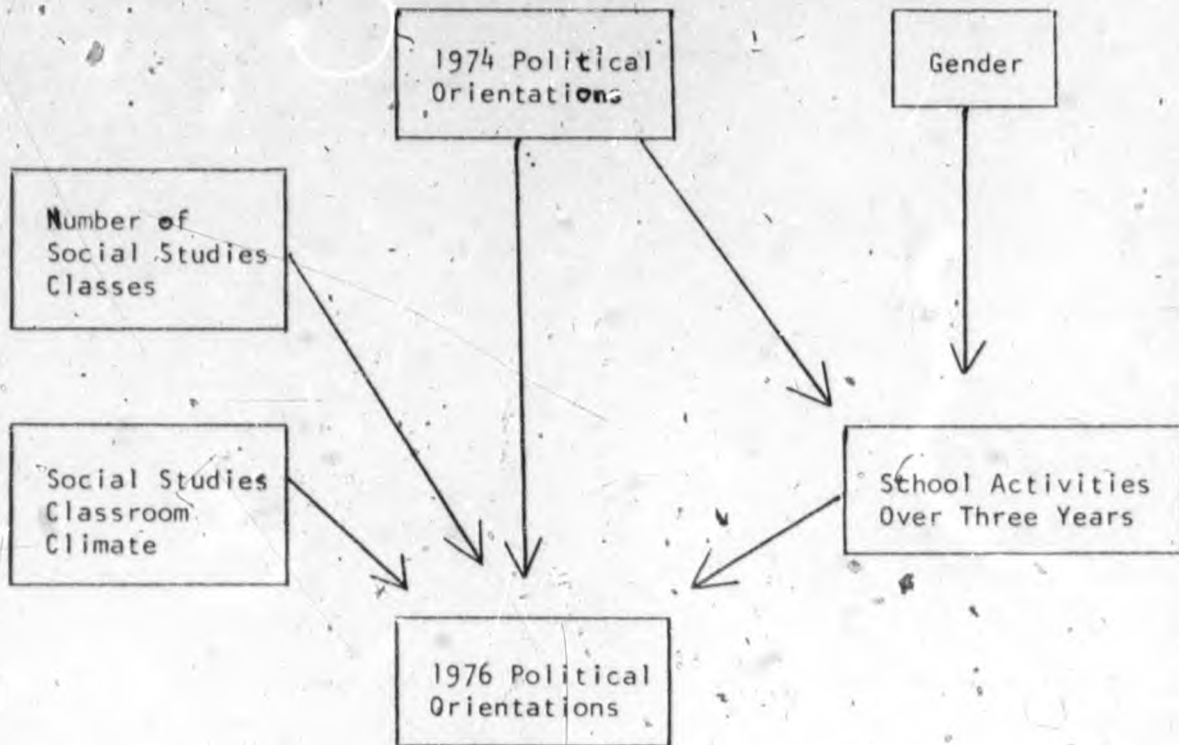 1974 Political
Orientations
Gender
Number of
Social Studies
Classes
Social Studies
Classroom
Climate
School Activities
Over Three Years
1976 Political
Orientations